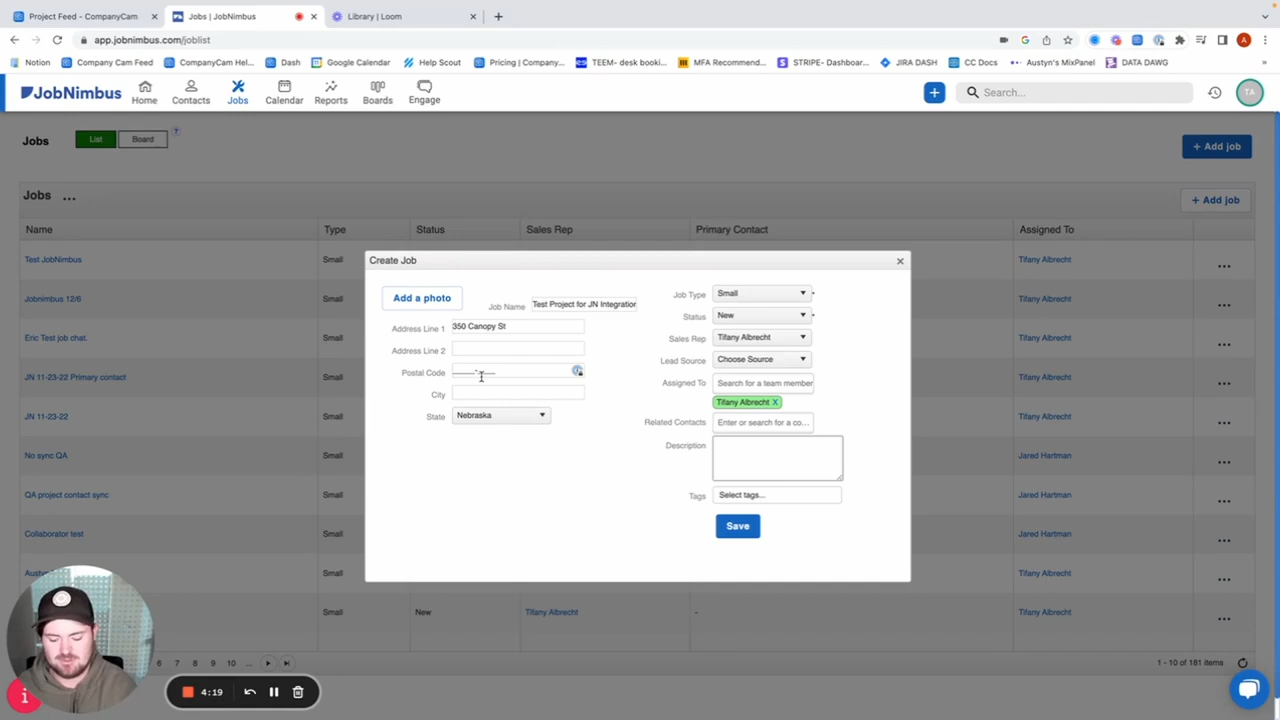 Project Feed - CompanyCam
Jobs | JobNimbus
Library | Loom
app.jobnimbus.com/joblist
A
Notion
Company Cam Feed
CompanyCam Hel...
Dash
Google Calendar
Help Scout
Pricing | Company...
TEEM- desk booki...
MFA Recommend...
STRIPE- Dashboar...
JIRA DASH
CC Docs
Austyn's MixPanel
DATA DAWG
JobNimbus
Home
Contacts
Jobs
Calendar
Reports
Boards
Engage
Search...
TA
Jobs
List
Board
?
+ Add job
Jobs ...
+ Add job
Name
Type
Status
Sales Rep
Primary Contact
Assigned To
Test JobNimbus
Small
Tifany Albrecht
Jobnimbus 12/6
Small
Tifany Albrecht
Eric Test job chat.
Small
Tifany Albrecht
JN 11-23-22 Primary contact
Small
Tifany Albrecht
JN 11-23-22
Small
Tifany Albrecht
No sync QA
Small
Jared Hartman
QA project contact sync
Small
Jared Hartman
Collaborator test
Small
Jared Hartman
Small
Tifany Albrecht
Small
New
Tifany Albrecht
-
Tifany Albrecht
Create Job
Add a photo
Job Name
Test Project for JN Integration
Address Line 1
350 Canopy St
Address Line 2
Postal Code
City
State
Nebraska
Job Type
Small
Status
New
Sales Rep
Tifany Albrecht
Lead Source
Choose Source
Assigned To
Search for a team member
Tifany Albrecht X
Related Contacts
Enter or search for a co...
Description
Tags
Select tags...
Save
6 7 8 9 10 ...
1 - 10 of 181 items
4:19